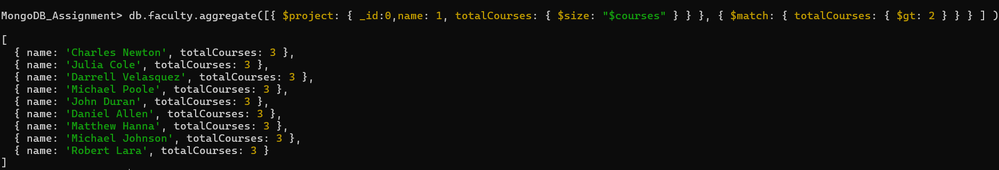 MongoDB_Assignment> db.faculty.aggregate([{ $project: { _id:0,name: 1, totalCourses: { $size: "$courses" } } }, { $match: { totalCourses: { $gt: 2 } } } ] )
[
  { name: 'Charles Newton', totalCourses: 3 },
  { name: 'Julia Cole', totalCourses: 3 },
  { name: 'Darrell Velasquez', totalCourses: 3 },
  { name: 'Michael Poole', totalCourses: 3 },
  { name: 'John Duran', totalCourses: 3 },
  { name: 'Daniel Allen', totalCourses: 3 },
  { name: 'Matthew Hanna', totalCourses: 3 },
  { name: 'Michael Johnson', totalCourses: 3 },
  { name: 'Robert Lara', totalCourses: 3 }
]